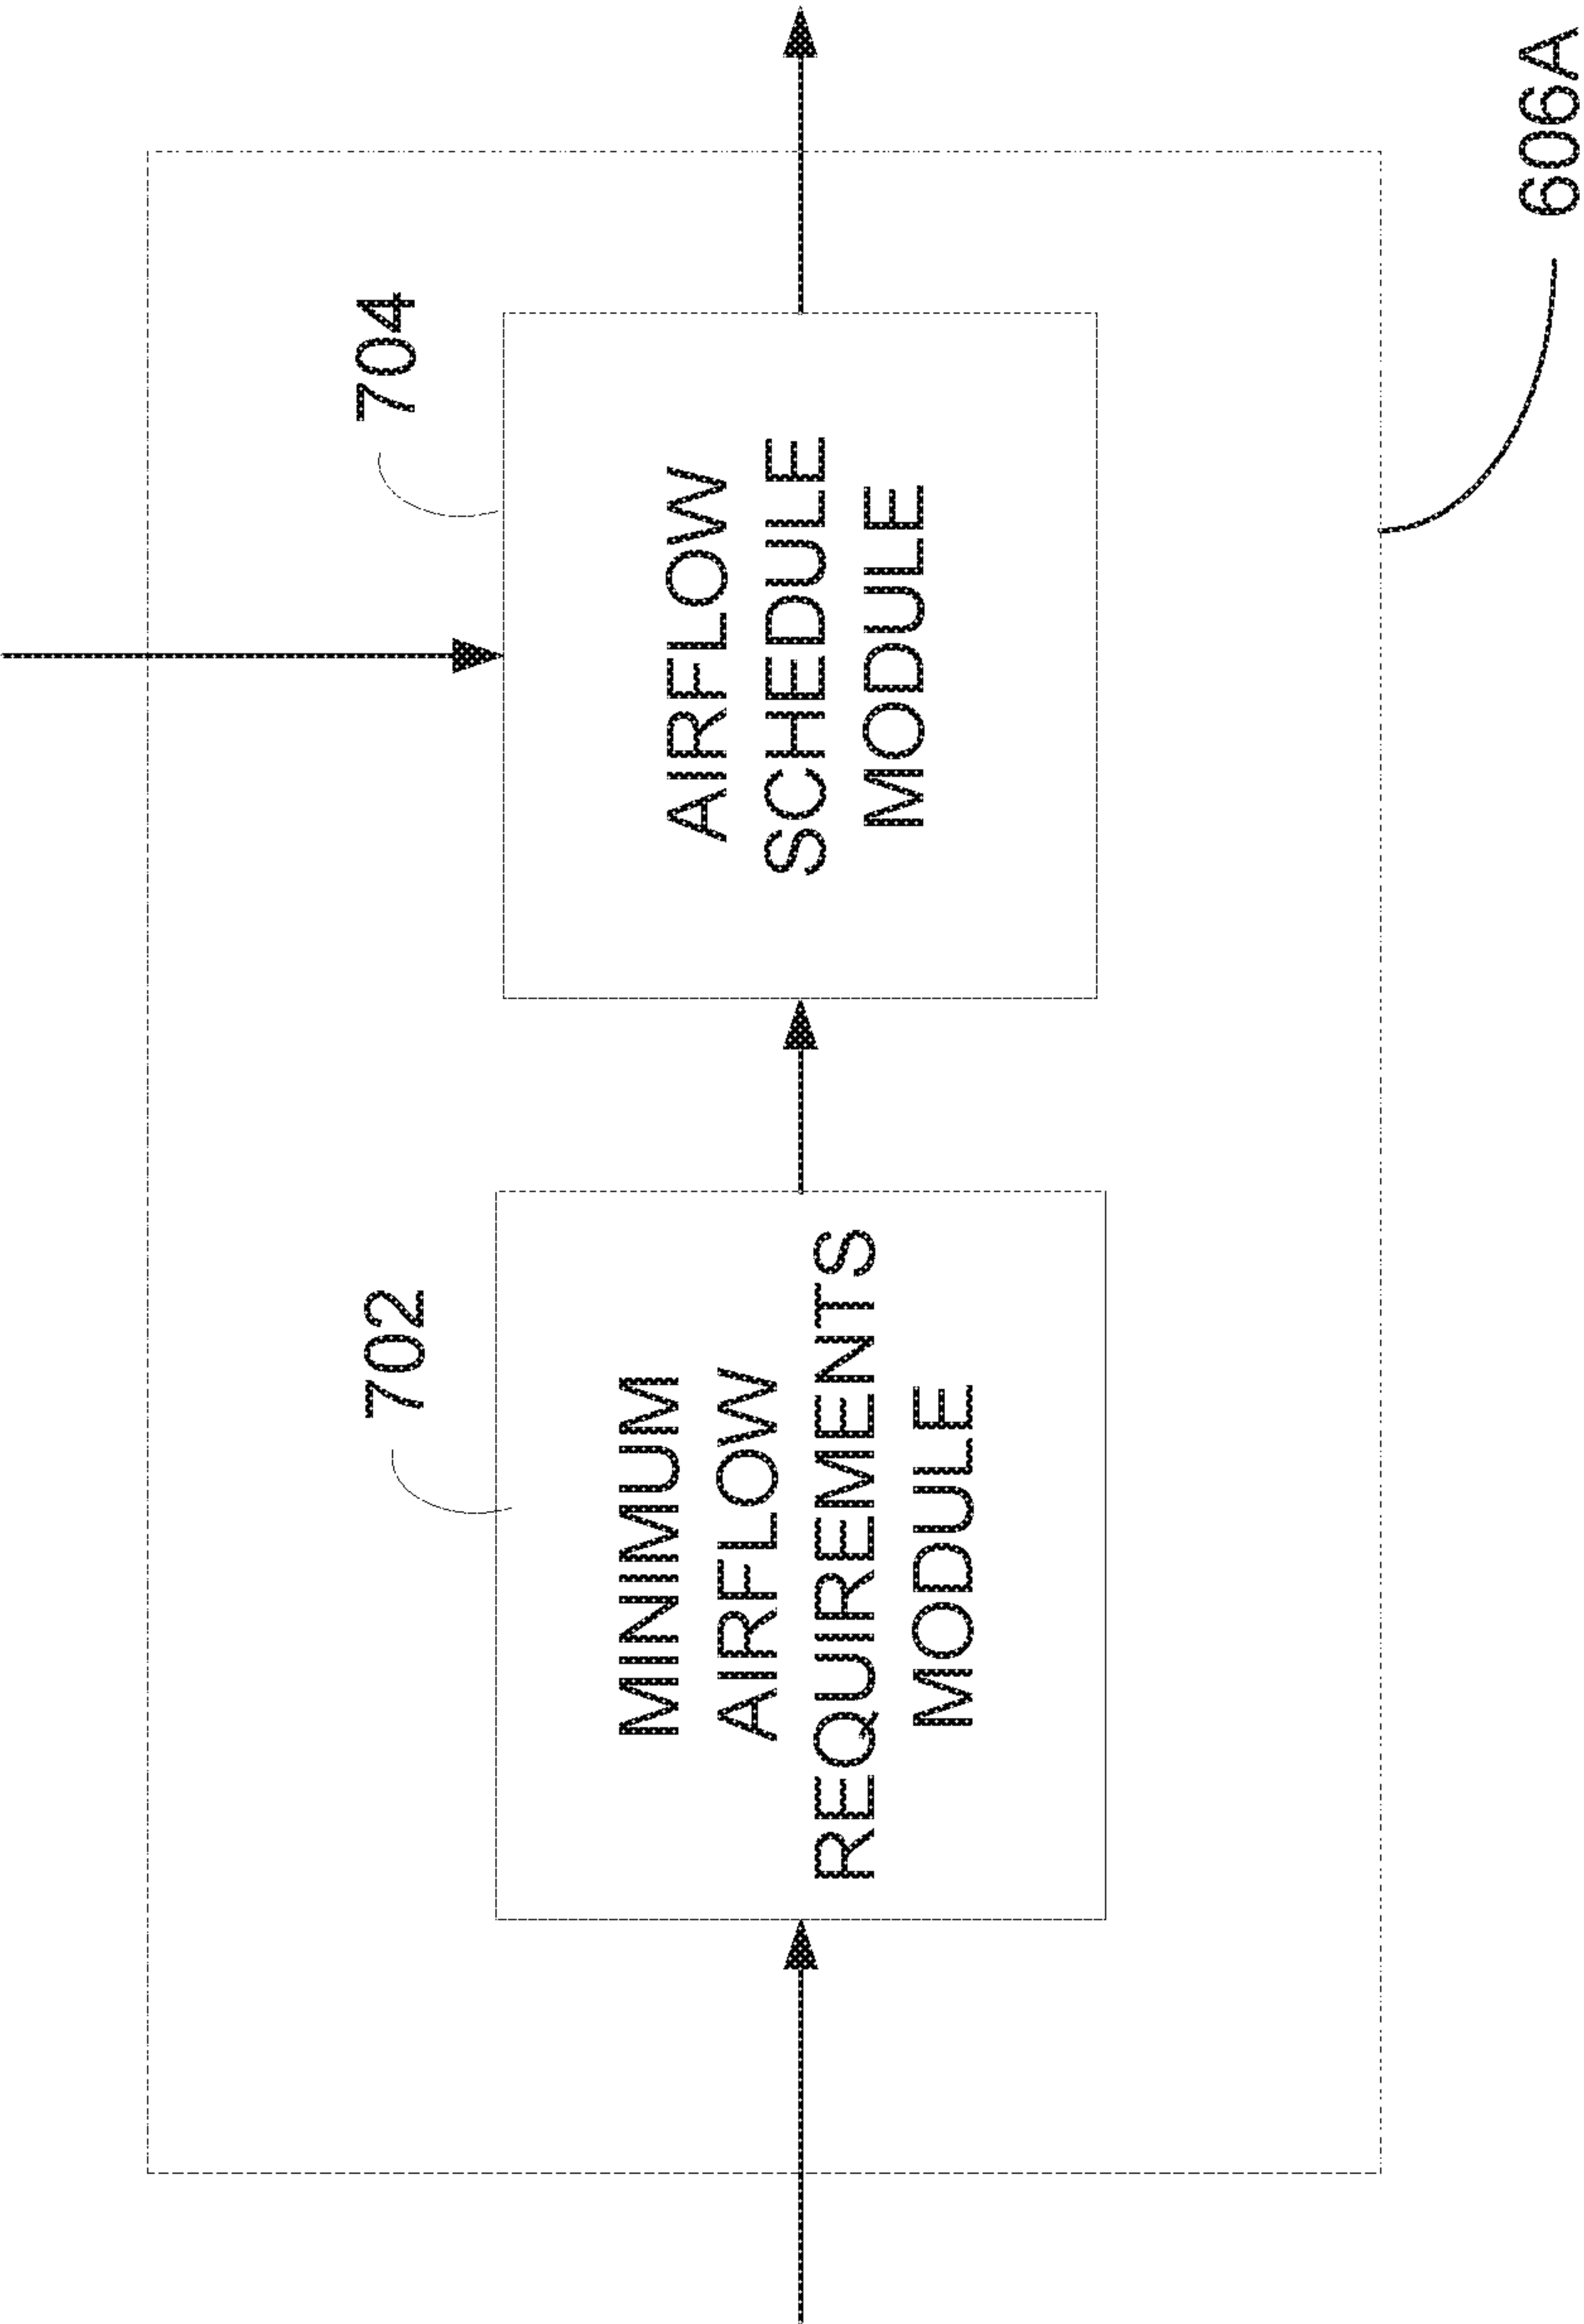 702
MINIMUM
AIRFLOW
REQUIREMENTS
MODULE
704
AIRFLOW
SCHEDULE
MODULE
606A